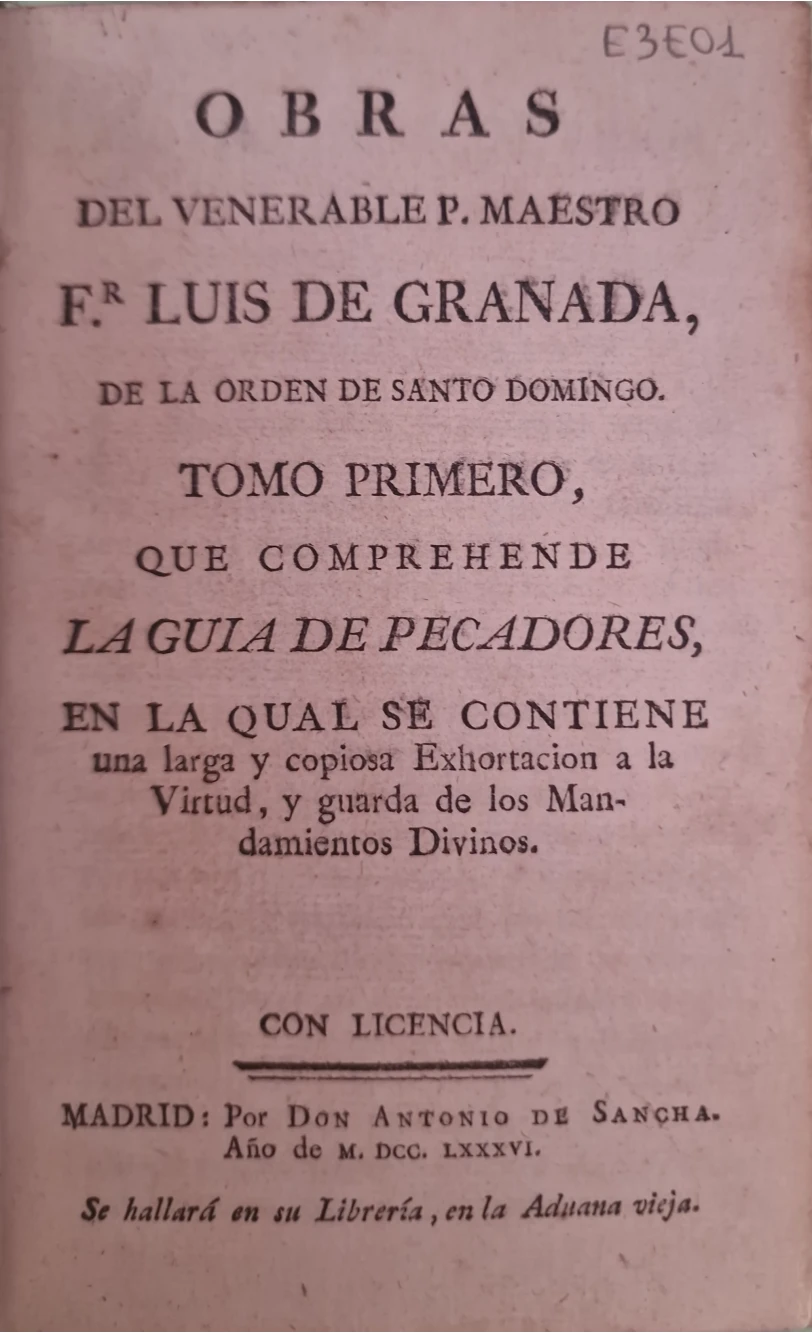 E3E01
OBRAS
DEL VENERABLE P. MAESTRO
F.R LUIS DE GRANADA,
DE LA ORDEN DE SANTO DOMINGO.
TOMO PRIMERO,
QUE COMPREHENDE
LA GUIA DE PECADORES,
EN LA QUAL SE CONTIENE
una larga y copiosa Exhortacion a la
Virtud, y guarda de los Man-
damientos Divinos.
CON LICENCIA.
MADRID: Por DON ANTONIO DE SANCHA.
Año de M. DCC. LXXXVI.
Se hallará en su Librería, en la Aduana vieja.